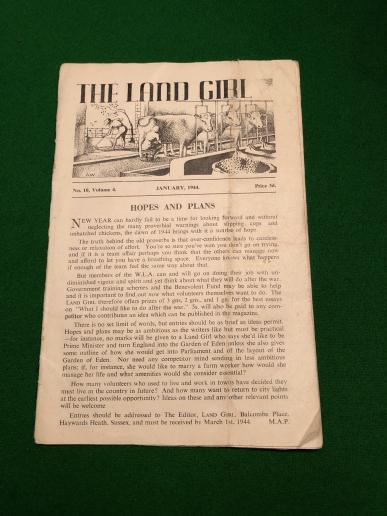 THE LAND GIRL
No. 10, Volume 4. JANUARY, 1944. Price 3d.
HOPES AND PLANS
NEW YEAR can hardly fail to be a time for looking forward and without
neglecting the many proverbial warnings about slipping cups and
unhatched chickens, the dawn of 1944 brings with it a sunrise of hope.
The truth behind the old proverbs is that over-confidence leads to careless-
ness or relaxation of effort. You're so sure you've won you don't go on trying,
and if it is a team affair perhaps you think that the others can manage now
and afford to let you have a breathing space. Everyone knows what happens
if enough of the team feel the same way about that.
But members of the W.L.A. can and will go on doing their job with un-
diminished vigour and spirit and yet think about what they will do after the war.
Government training schemes and the Benevolent Fund may be able to help
and it is important to find out now what volunteers themselves want to do. THE
LAND GIRL therefore offers prizes of 3 gns, 2 gns, and 1 gn for the best essays
on "What I should like to do after the war." 5s. will also be paid to any com-
petitor who contributes an idea which can be published in the magazine.
There is no set limit of words, but entries should be as brief as ideas permit.
Hopes and plans may be as ambitious as the writers like but must be practical
—for instance, no marks will be given to a Land Girl who says she'd like to be
Prime Minister and turn England into the Garden of Eden unless she also gives
some outline of how she would get into Parliament and of the layout of the
Garden of Eden. Nor need any competitor mind sending in less ambitious
plans; if, for instance, she would like to marry a farm worker how would she
manage her life and what amenities would she consider essential?
How many volunteers who used to live and work in towns have decided they
must live in the country in future? And how many want to return to city lights
at the earliest possible opportunity? Ideas on these and any other relevant points
will be welcome
Entries should be addressed to The Editor, LAND GIRL, Balcombe Place,
Haywards Heath, Sussex, and must be received by March 1st, 1944. M.A.P.